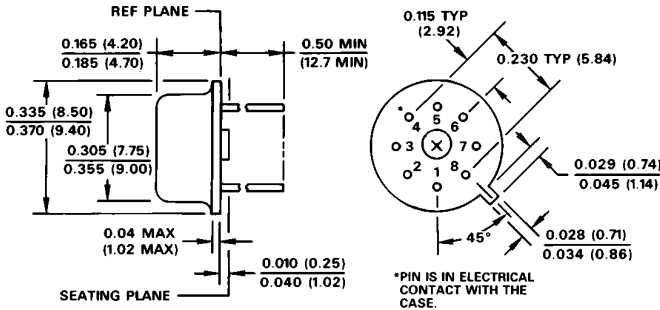 REF PLANE
0.165 (4.20)
0.185 (4.70)
0.50 MIN
(12.7 MIN)
0.335 (8.50)
0.370 (9.40)
0.305 (7.75)
0.355 (9.00)
0.04 MAX
(1.02 MAX)
0.010 (0.25)
0.040 (1.02)
SEATING PLANE
0.115 TYP
(2.92)
0.230 TYP (5.84)
*
4
5
6
3
7
2
1
8
0.029 (0.74)
0.045 (1.14)
45°
0.028 (0.71)
0.034 (0.86)
*PIN IS IN ELECTRICAL
CONTACT WITH THE
CASE.